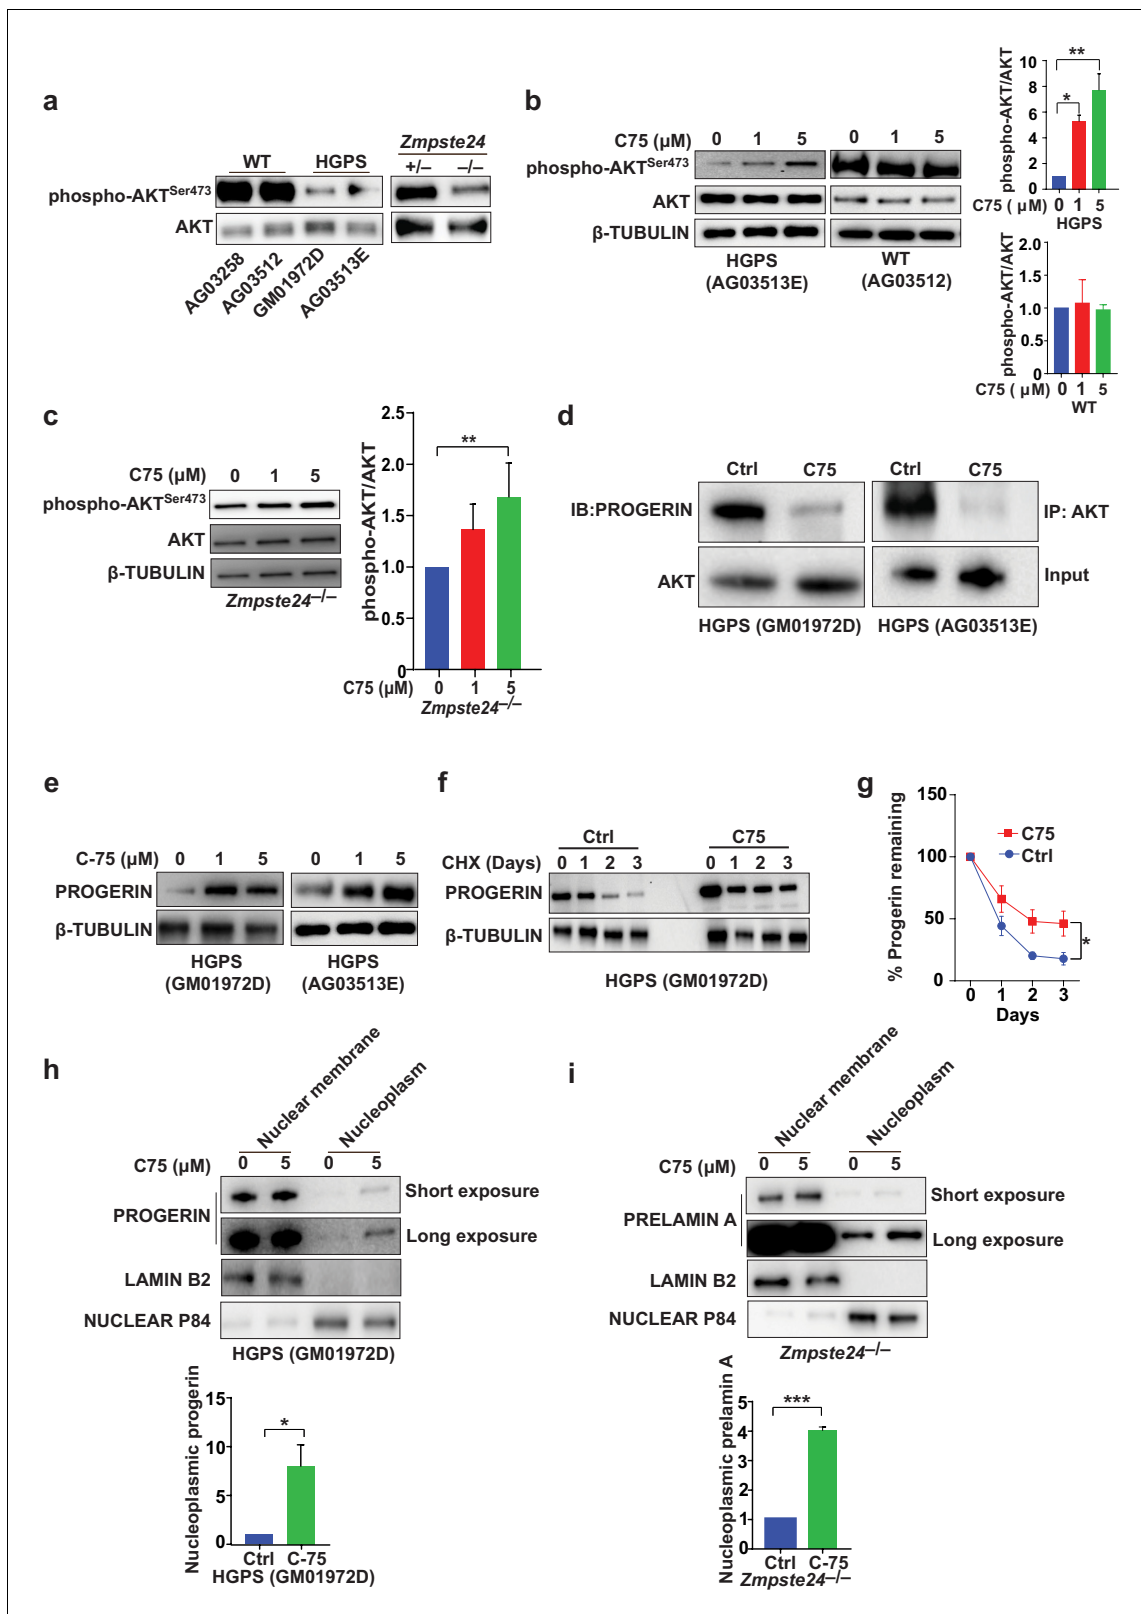 a
WT
HGPS
Zmpste24
+/–
–/–
phospho-AKTSer473
AKT
AG03258
AG03512
GM01972D
AG03513E
b
C75 (µM)
0 1 5
0 1 5
phospho-AKTSer473
AKT
β-TUBULIN
HGPS
(AG03513E)
WT
(AG03512)
phospho-AKT/AKT
10
8
6
4
2
0
*
**
0 1 5
C75 ( µM)
HGPS
phospho-AKT/AKT
2.0
1.5
1.0
0.5
0
0 1 5
C75 ( µM)
WT
c
C75 (µM)
0 1 5
phospho-AKTSer473
AKT
β-TUBULIN
Zmpste24–/–
phospho-AKT/AKT
2.5
2.0
1.5
1.0
0.5
0
**
C75 (µM)
0 1 5
Zmpste24–/–
d
Ctrl C75
Ctrl C75
IB:PROGERIN
IP: AKT
AKT
Input
HGPS (GM01972D)
HGPS (AG03513E)
e
C-75 (µM)
0 1 5
0 1 5
PROGERIN
β-TUBULIN
HGPS
(GM01972D)
HGPS
(AG03513E)
f
Ctrl
C75
CHX (Days)
0 1 2 3
0 1 2 3
PROGERIN
β-TUBULIN
HGPS (GM01972D)
g
% Progerin remaining
150
100
50
0
C75
Ctrl
*
0 1 2 3
Days
h
Nuclear membrane
Nucleoplasm
C75 (µM)
0 5
5
PROGERIN
Short exposure
Long exposure
LAMIN B2
NUCLEAR P84
HGPS (GM01972D)
Nucleoplasmic progerin
15
10
5
0
*
Ctrl C-75
HGPS (GM01972D)
i
Nuclear membrane
Nucleoplasm
C75 (µM)
0 5
0 5
PRELAMIN A
Short exposure
Long exposure
LAMIN B2
NUCLEAR P84
Zmpste24–/–
Nucleoplasmic prelamin A
5
4
4
2
1
0
***
Ctrl C-75
Zmpste24–/–